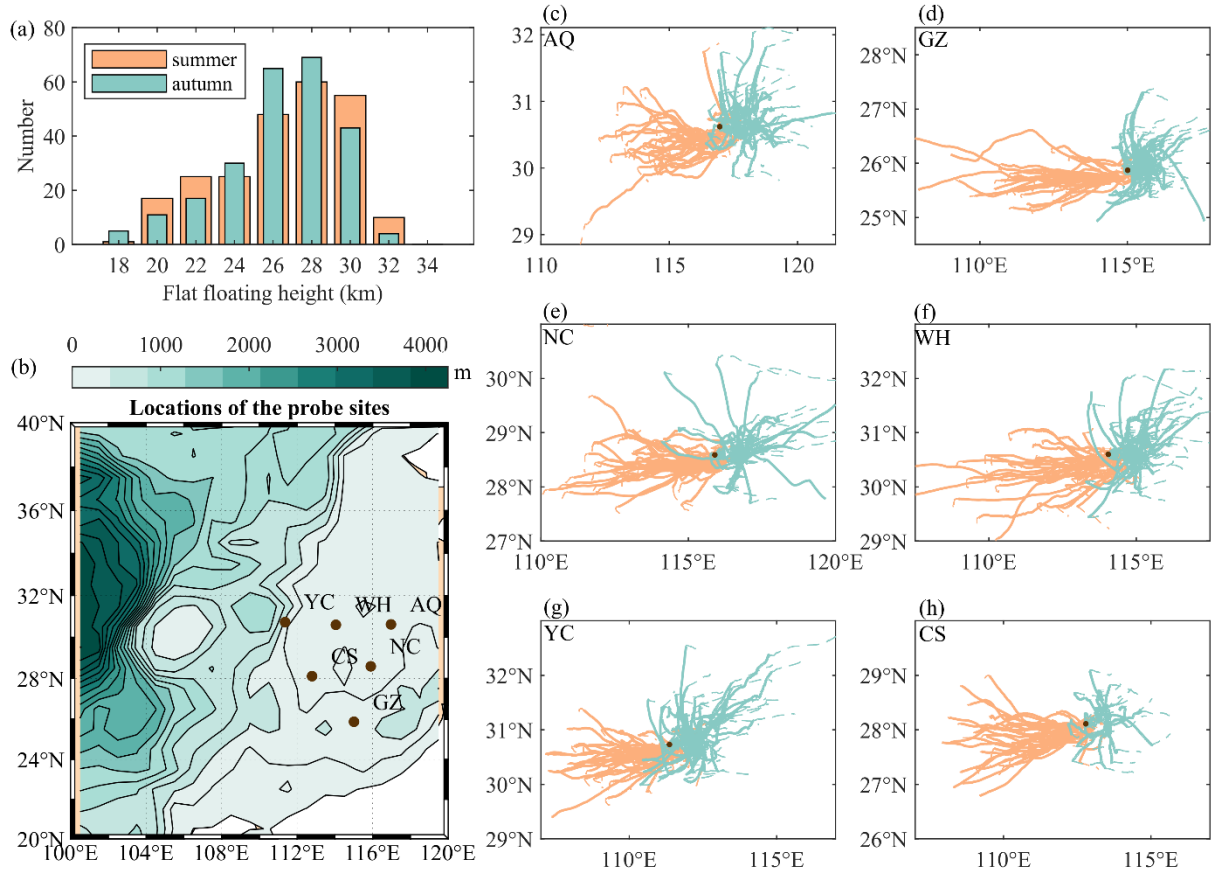 (a)
80
60
40
20
0
Number
summer
autumn
18 20 22 24 26 28 30 32 34
Flat floating height (km)
(b)
0 1000 2000 3000 4000
m
Locations of the probe sites
40°N
36°N
32°N
28°N
24°N
20°N
YC
WH
AQ
CS
NC
GZ
100°E 104°E 108°E 112°E 116°E 120°E
(c)
AQ
32
31
30
29
110 115 120
(d)
GZ
28°N
27°N
26°N
25°N
110°E 115°E
(e)
NC
30°N
29°N
28°N
27°N
110°E 115°E 120°E
(f)
WH
32°N
31°N
30°N
29°N
110°E 115°E
(g)
YC
32°N
31°N
30°N
29°N
110°E 115°E
(h)
CS
29°N
28°N
27°N
26°N
110°E 115°E